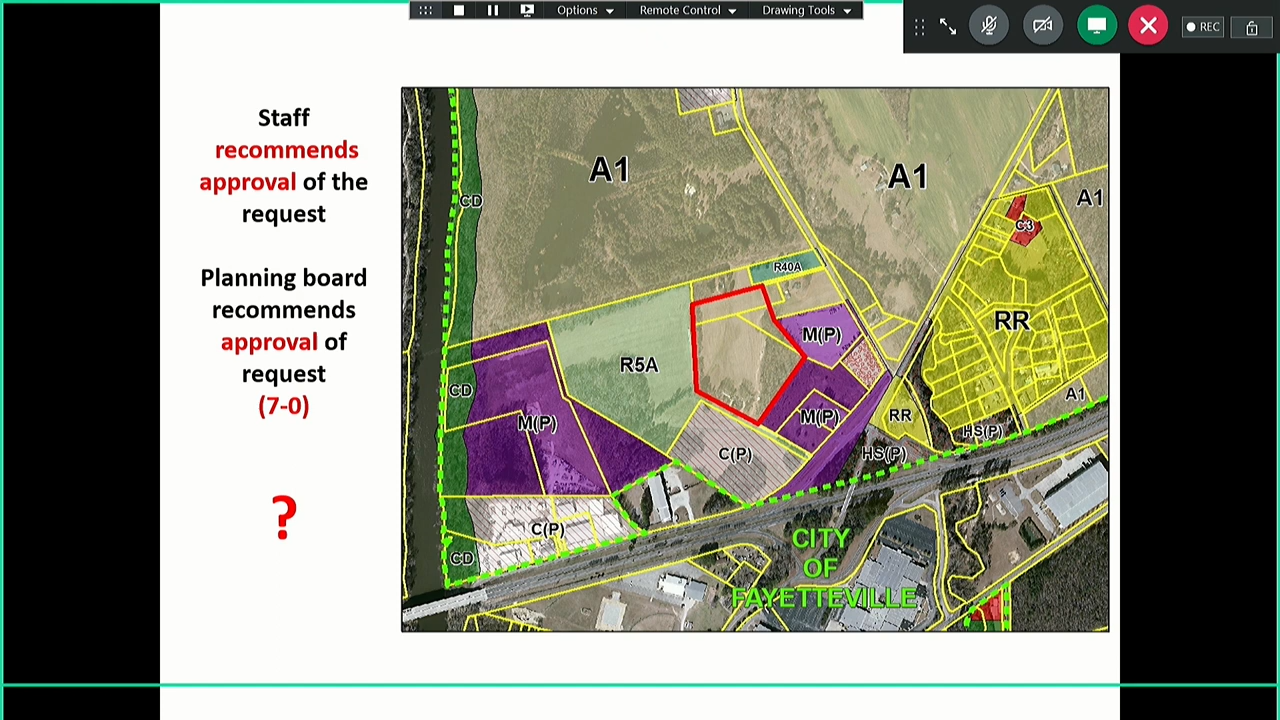 Options
Remote Control
Drawing Tools
REC
Staff
recommends
approval of the
request
Planning board
recommends
approval of
request
(7-0)
?
A1
A1
A1
CD
C3
R40A
RR
M(P)
R5A
CD
A1
M(P)
RR
M(P)
HS(P)
C(P)
HS(P)
C(P)
CD
CITY
OF
FAYETTEVILLE